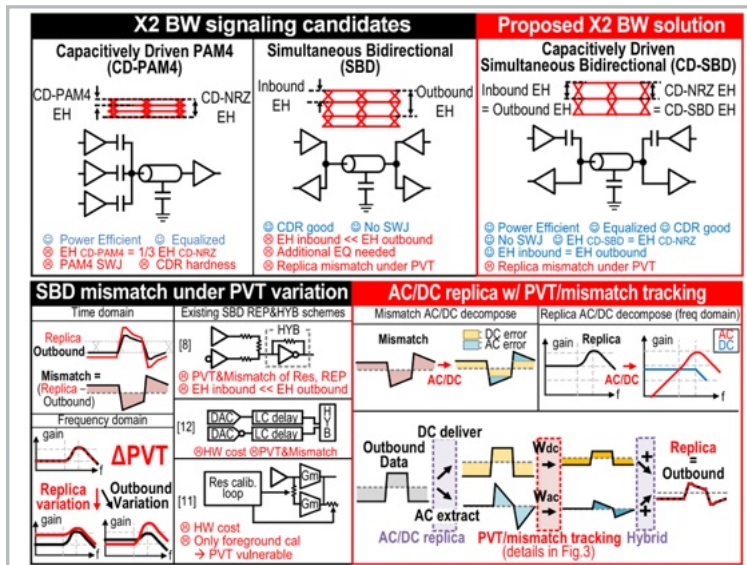 X2 BW signaling candidates
Proposed X2 BW solution
Capacitively Driven PAM4
(CD-PAM4)
CD-PAM4
EH
CD-NRZ
EH
☺ Power Efficient ☺ Equalized
☹ EH CD-PAM4 = 1/3 EH CD-NRZ
☹ PAM4 SWJ ☹ CDR hardness
Simultaneous Bidirectional
(SBD)
Inbound
EH
Outbound
EH
☺ CDR good ☺ No SWJ
☹ EH inbound << EH outbound
☹ Additional EQ needed
☹ Replica mismatch under PVT
Capacitively Driven
Simultaneous Bidirectional (CD-SBD)
Inbound EH
= Outbound EH
CD-NRZ EH
= CD-SBD EH
☺ Power Efficient ☺ Equalized ☺ CDR good
☺ No SWJ ☺ EH CD-SBD = EH CD-NRZ
☺ EH inbound = EH outbound
☹ Replica mismatch under PVT
SBD mismatch under PVT variation
Time domain
Replica
Outbound
Mismatch =
(Replica –
Outbound)
Frequency domain
gain
f
ΔPVT
Replica
variation
Outbound
Variation
gain
f
gain
f
Existing SBD REP&HYB schemes
[8]
HYB
☹ PVT&Mismatch of Res, REP
☹ EH inbound << EH outbound
[12]
DAC
LC delay
DAC
LC delay
HYB
☹HW cost ☹PVT&Mismatch
[11]
Res calib.
loop
Gm
Gm
☹ HW cost
☹ Only foreground cal
→ PVT vulnerable
AC/DC replica w/ PVT/mismatch tracking
Mismatch AC/DC decompose
Mismatch
AC/DC
: DC error
: AC error
Replica AC/DC decompose (freq domain)
gain
Replica
f
AC/DC
gain
AC
DC
f
Outbound
Data
DC deliver
AC extract
AC/DC replica
Wdc
Wac
PVT/mismatch tracking
(details in Fig.3)
+
+
Hybrid
Replica
=
Outbound